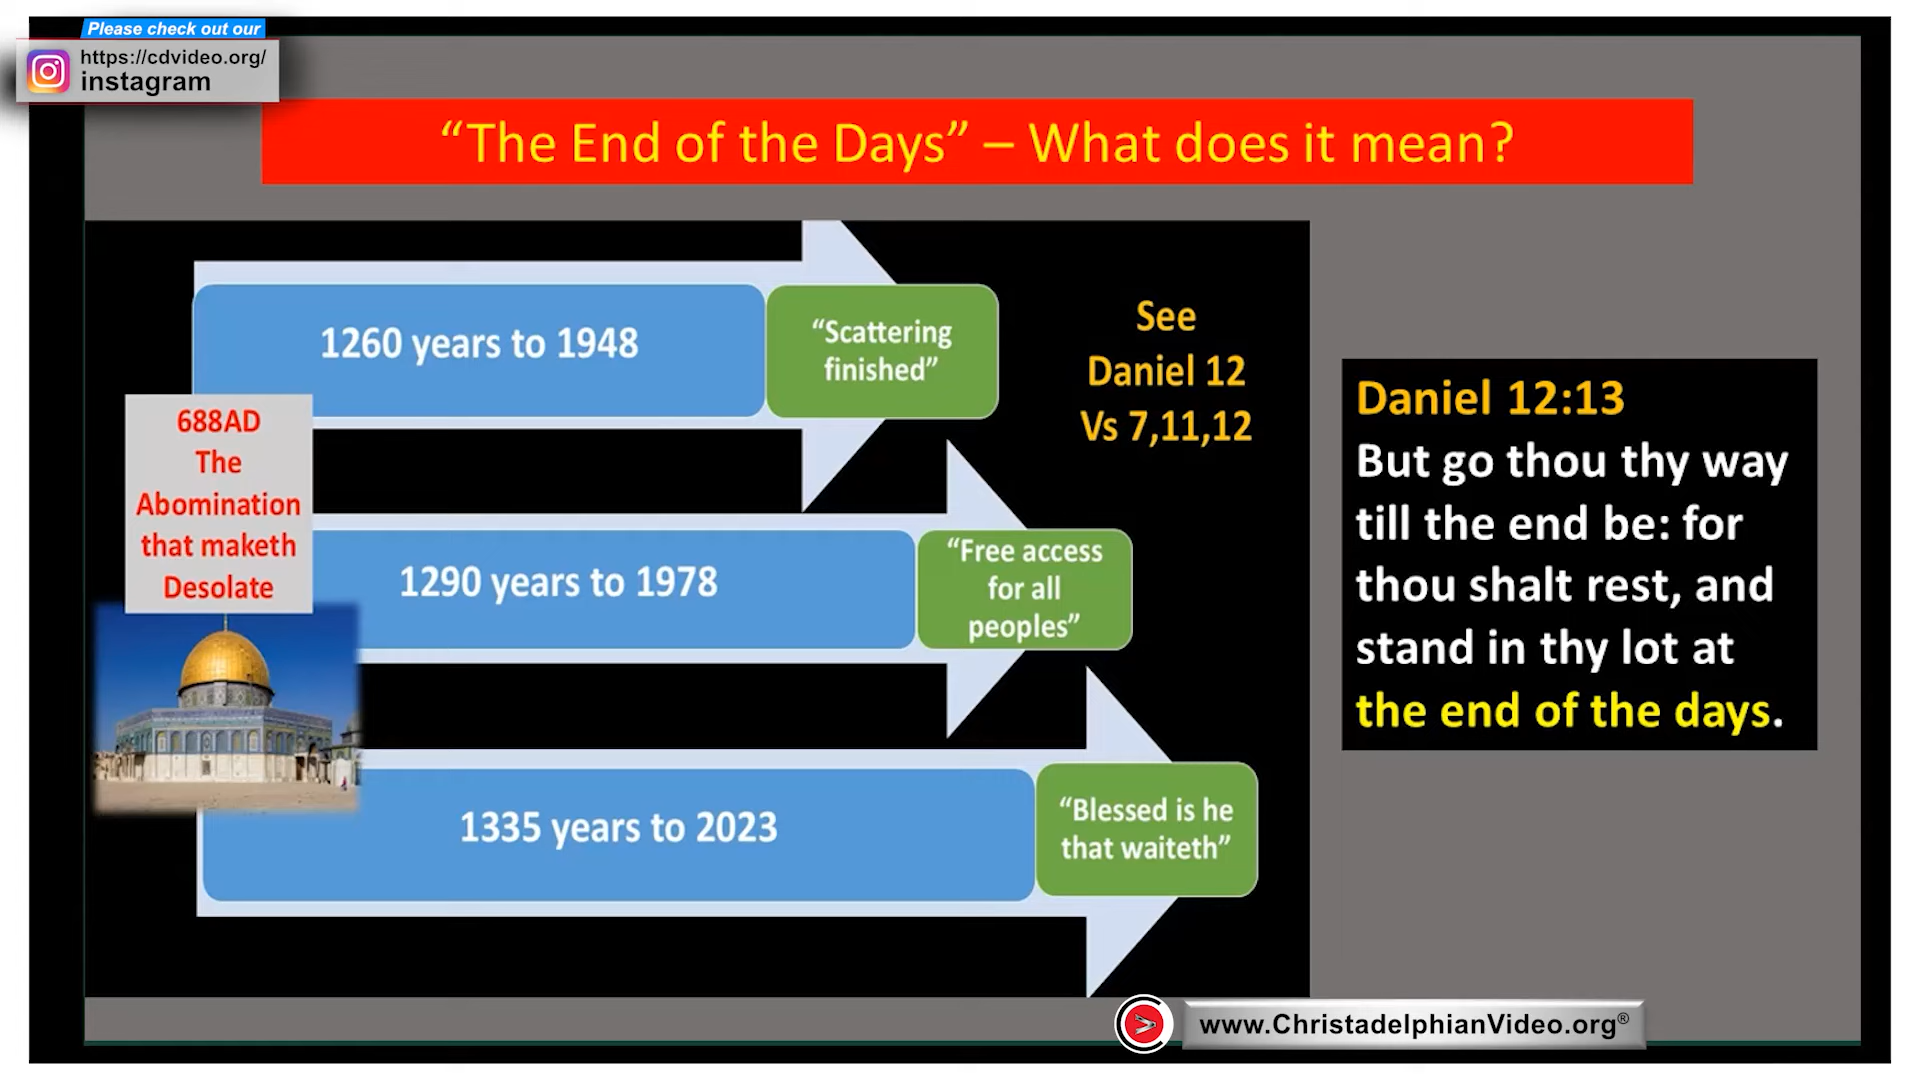 Please check out our
https://cdvideo.org/
instagram
“The End of the Days” – What does it mean?
1260 years to 1948
“Scattering
finished”
See
Daniel 12
Vs 7,11,12
688AD
The
Abomination
that maketh
Desolate
1290 years to 1978
“Free access
for all
peoples”
1335 years to 2023
“Blessed is he
that waiteth”
Daniel 12:13
But go thou thy way
till the end be: for
thou shalt rest, and
stand in thy lot at
the end of the days.
www.ChristadelphianVideo.org®